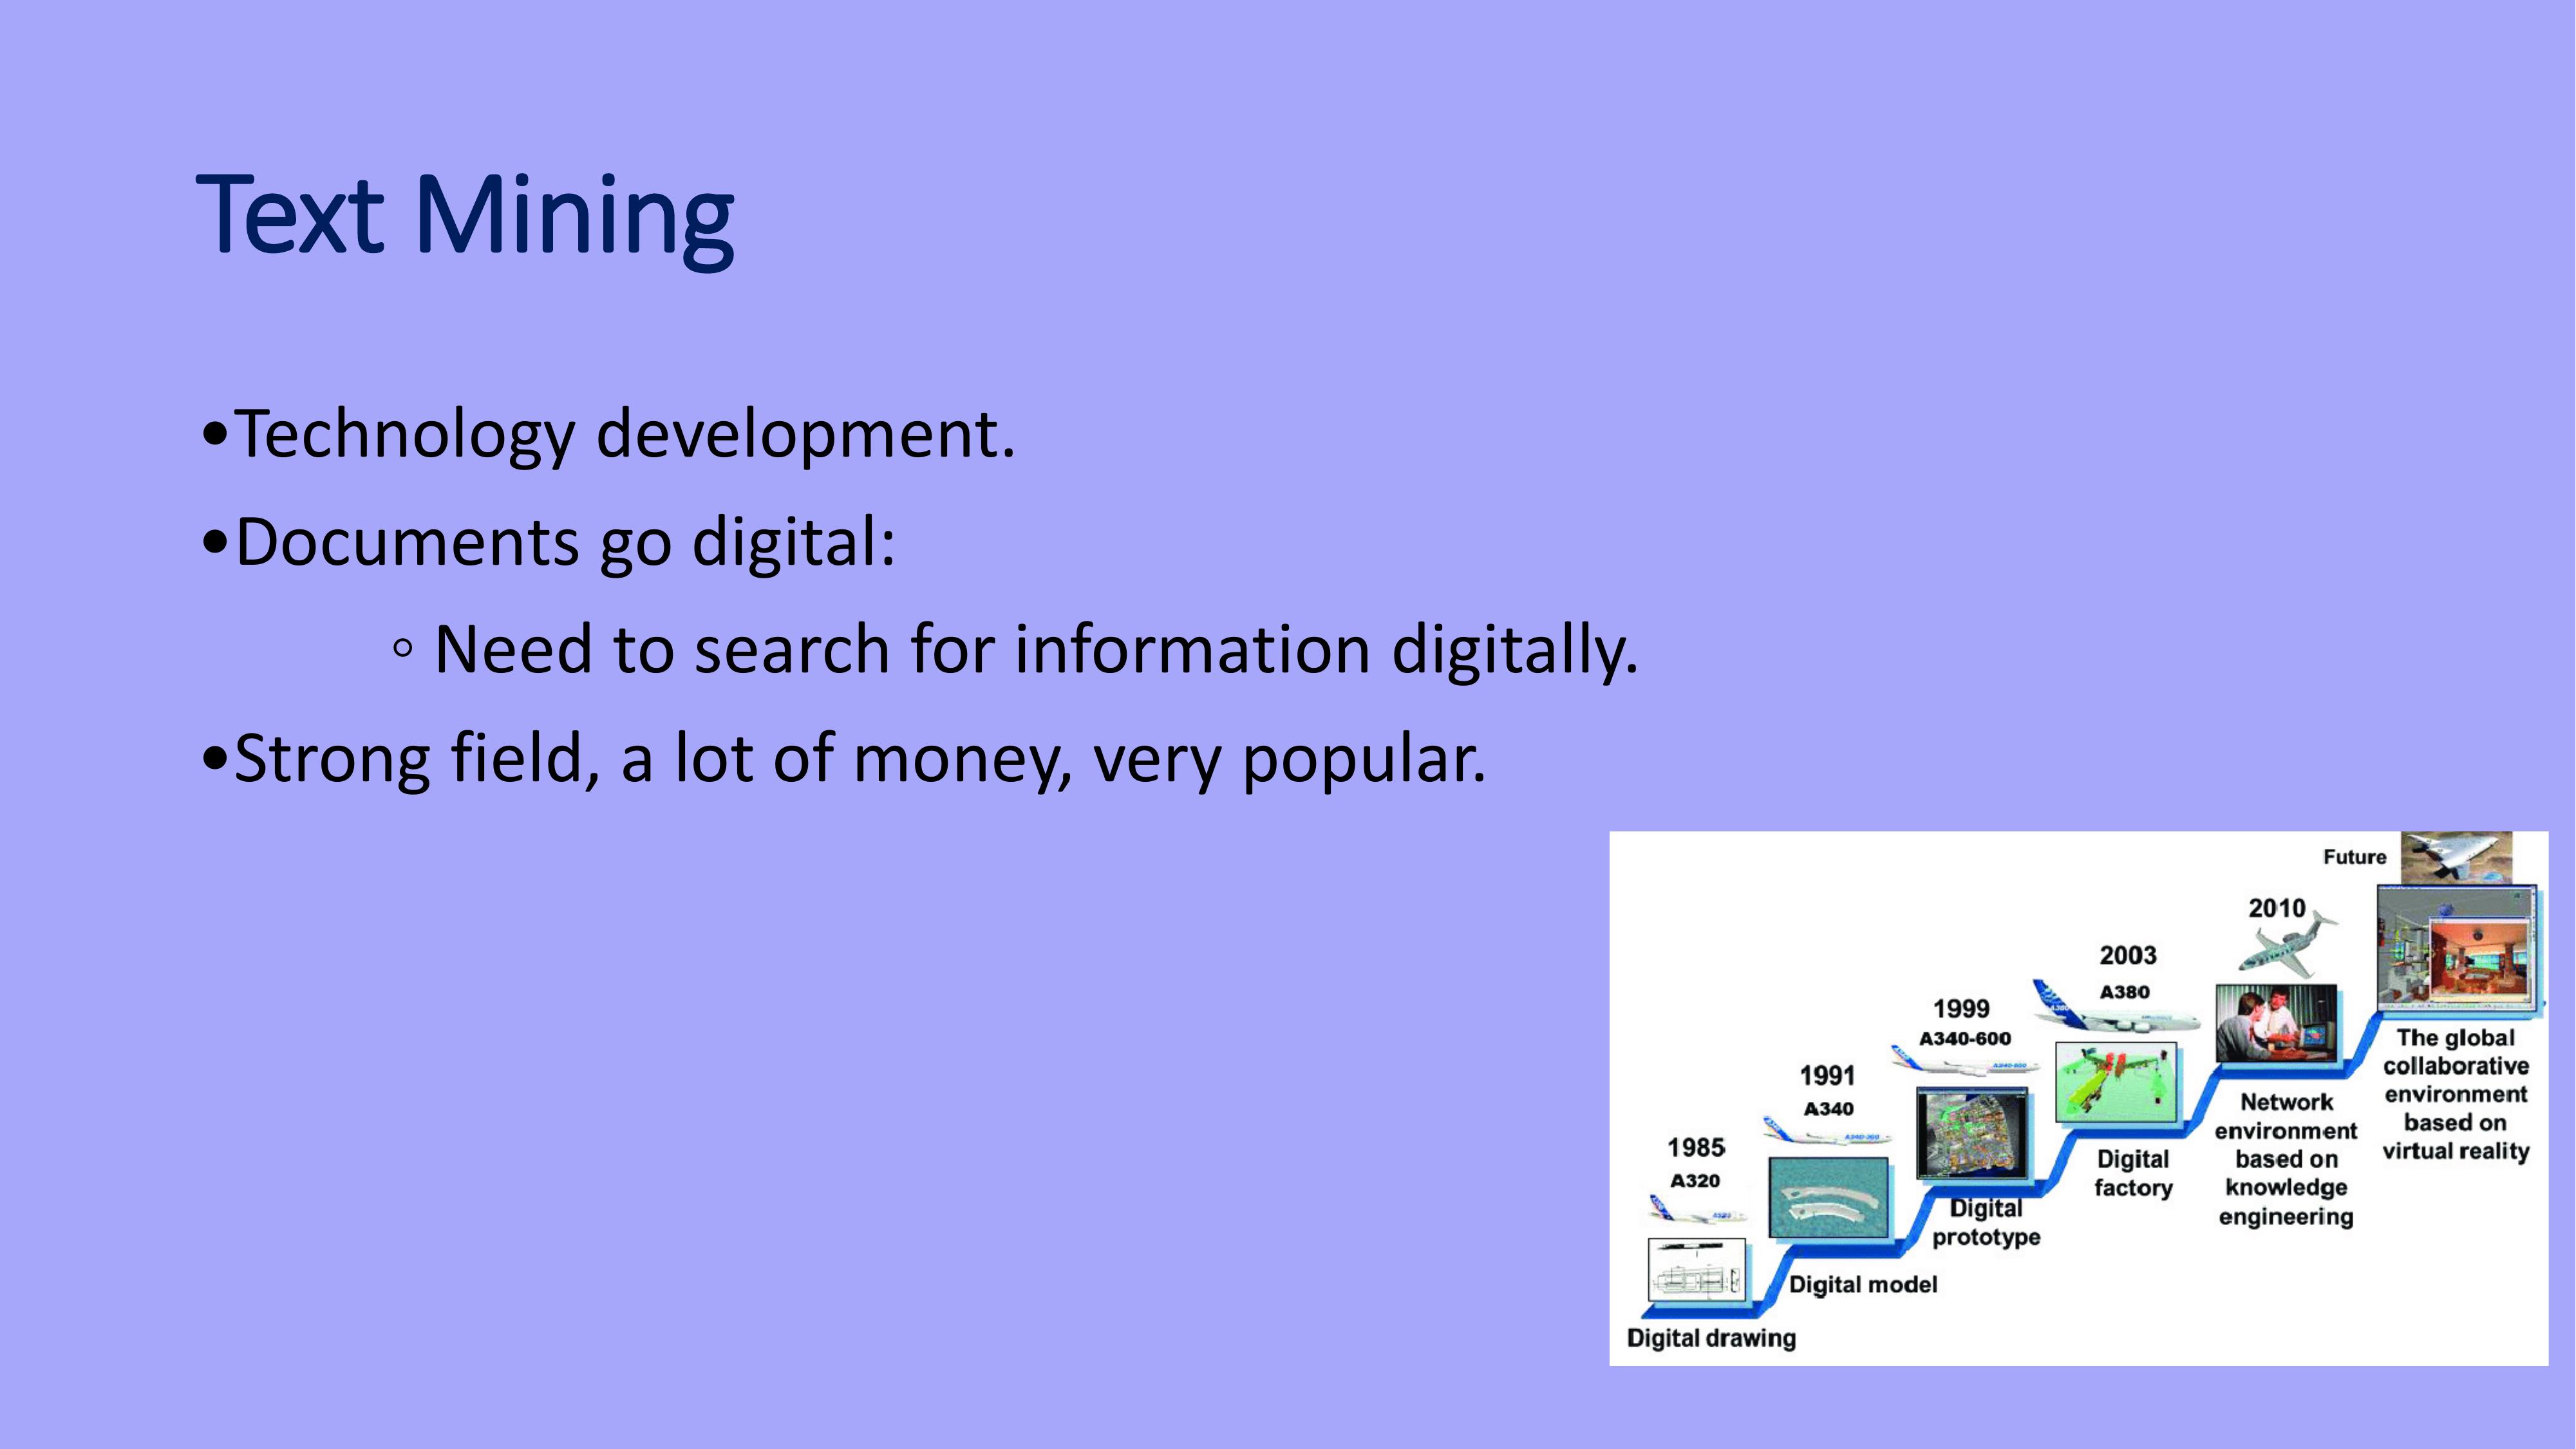 Text Mining
•Technology development.
•Documents go digital:
◦ Need to search for information digitally.
•Strong field, a lot of money, very popular.
Future
2010
2003
A380
1999
A340-600
1991
A340
1985
A320
The global
collaborative
environment
based on
virtual reality
Network
environment
based on
knowledge
engineering
Digital
factory
Digital
prototype
Digital model
Digital drawing